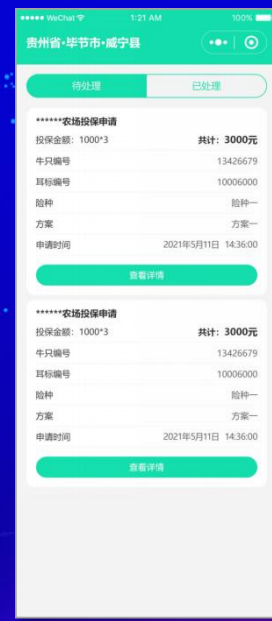 WeChat 1:21 AM 100%
贵州省·毕节市·威宁县
待处理 已处理
******农场投保申请
投保金额：1000*3 共计：3000元
牛只编号 13426679
耳标编号 10006000
险种 险种一
方案 方案一
申请时间 2021年5月11日 14:36:00
查看详情
******农场投保申请
投保金额：1000*3 共计：3000元
牛只编号 13426679
耳标编号 10006000
险种 险种一
方案 方案一
申请时间 2021年5月11日 14:36:00
查看详情